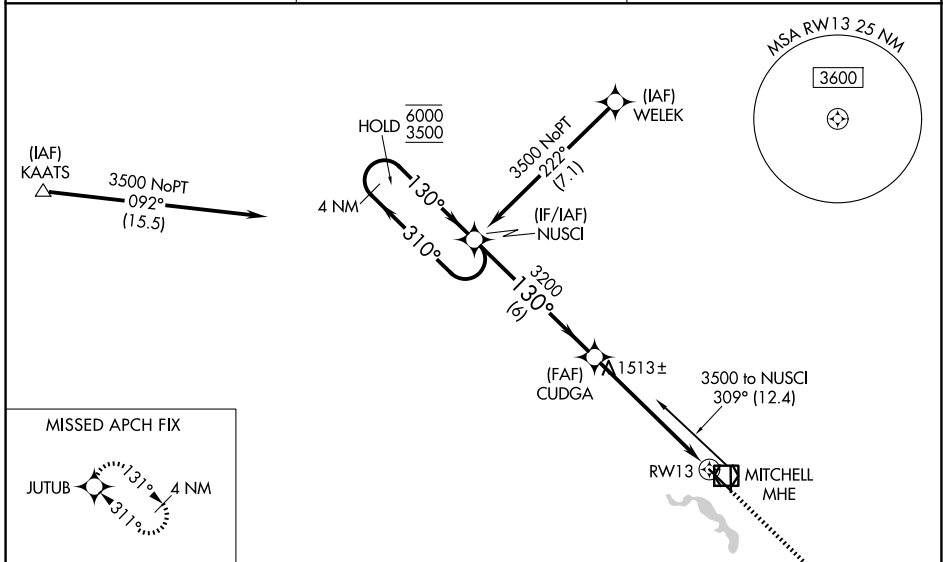 MSA RW13 25 NM
3600
(IAF)
WELEK
HOLD
6000
3500
3500 NoPT
222°
(7.1)
(IAF)
KAATS
3500 NoPT
092°
(15.5)
4 NM
130°
310°
(IF/IAF)
NUSCI
3200
130°
(6)
(FAF)
CUDGA
1513±
3500 to NUSCI
309° (12.4)
RW13
MITCHELL
MHE
MISSED APCH FIX
JUTUB
131°
4 NM
311°